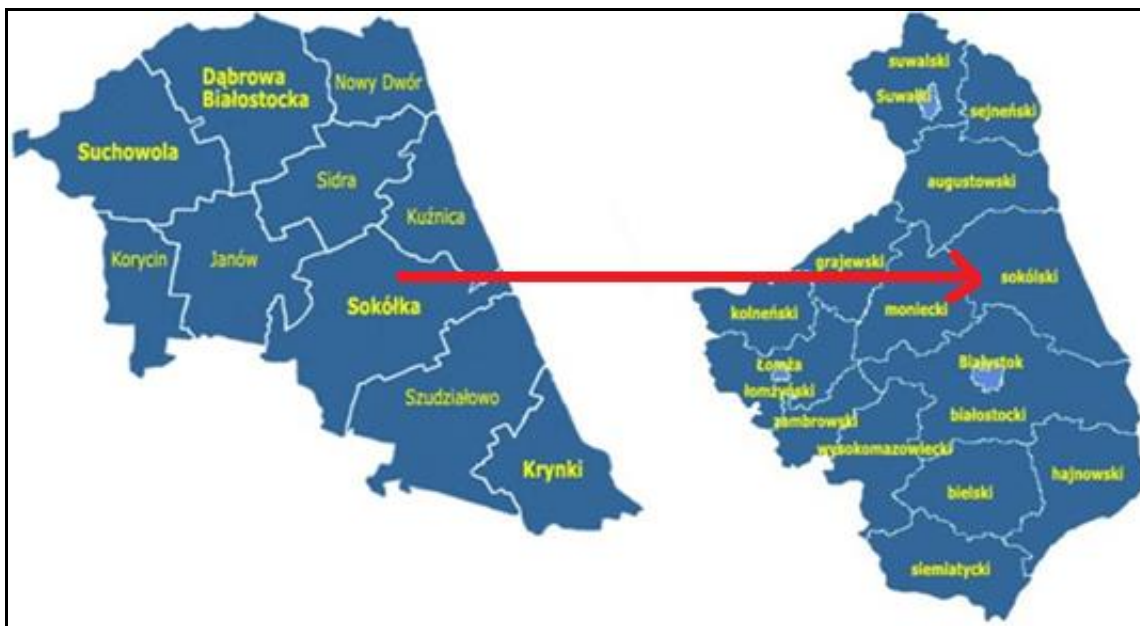 Dąbrowa
Białostocka
Nowy Dwór
Suchowola
Sidra
Kuźnica
Korycin
Janów
Sokółka
Szudziałowo
Krynki
suwalski
Suwałki
sejneński
augustowski
grajewski
sokólski
kolneński
moniecki
Łomża
Białystok
łomżyński
zambrowski
białostocki
wysokomazowiecki
hajnowski
bielski
siemiatycki